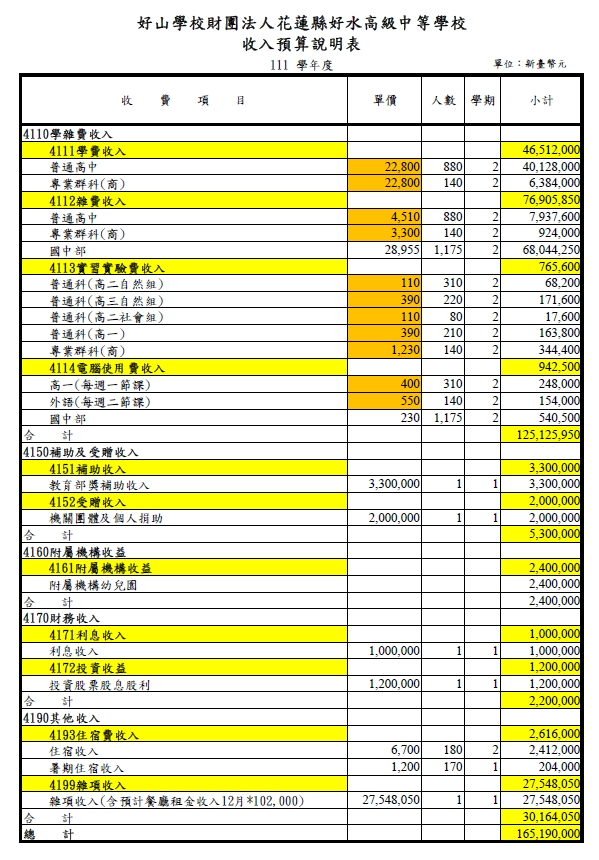 好山學校財團法人花蓮縣好水高級中等學校
收入預算說明表
111 學年度 單位：新臺幣元
收 費 項 目 單價 人數 學期 小計
4110學雜費收入
4111學費收入 46,512,000
普通高中 22,800 880 2 40,128,000
專業群科(商) 22,800 140 2 6,384,000
4112雜費收入 76,905,850
普通高中 4,510 880 2 7,937,600
專業群科(商) 3,300 140 2 924,000
國中部 28,955 1,175 2 68,044,250
4113實習實驗費收入 765,600
普通科(高二自然組) 110 310 2 68,200
普通科(高三自然組) 390 220 2 171,600
普通科(高二社會組) 110 80 2 17,600
普通科(高一) 390 210 2 163,800
專業群科(商) 1,230 140 2 344,400
4114電腦使用費收入 942,500
高一(每週一節課) 400 310 2 248,000
外語(每週二節課) 550 140 2 154,000
國中部 230 1,175 2 540,500
合 計 125,125,950
4150補助及受贈收入
4151補助收入 3,300,000
教育部獎補助收入 3,300,000 1 1 3,300,000
4152受贈收入 2,000,000
機關團體及個人捐助 2,000,000 1 1 2,000,000
合 計 5,300,000
4160附屬機構收益
4161附屬機構收益 2,400,000
附屬機構幼兒園 2,400,000
合 計 2,400,000
4170財務收入
4171利息收入 1,000,000
利息收入 1,000,000 1 1 1,000,000
4172投資收益 1,200,000
投資股票股息股利 1,200,000 1 1 1,200,000
合 計 2,200,000
4190其他收入
4193住宿費收入 2,616,000
住宿收入 6,700 180 2 2,412,000
暑期住宿收入 1,200 170 1 204,000
4199雜項收入 27,548,050
雜項收入(含預計餐廳租金收入12月*102,000) 27,548,050 1 1 27,548,050
合 計 30,164,050
總 計 165,190,000